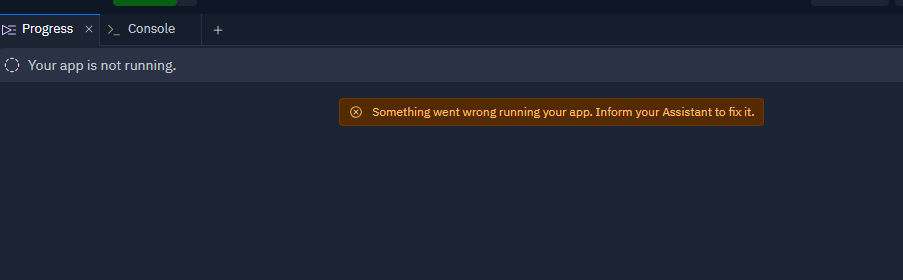 Progress
Console
Your app is not running.
Something went wrong running your app. Inform your Assistant to fix it.